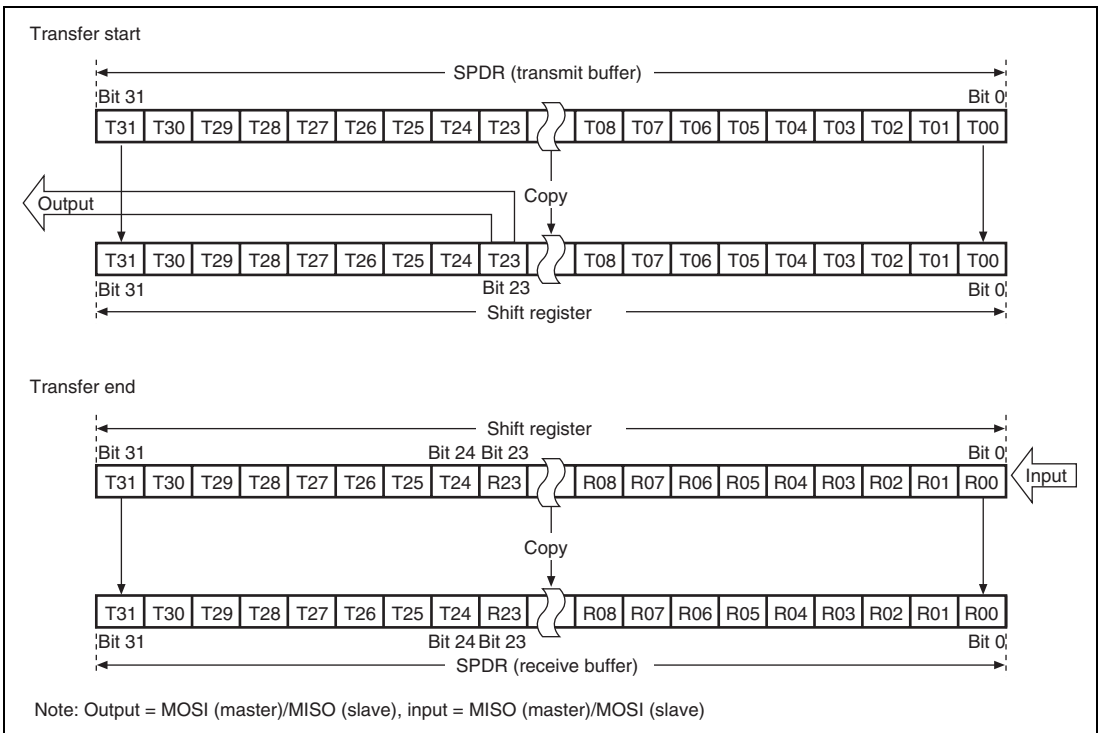 Transfer start
SPDR (transmit buffer)
Bit 31 Bit 0
T31 T30 T29 T28 T27 T26 T25 T24 T23 T08 T07 T06 T05 T04 T03 T02 T01 T00
Output Copy
T31 T30 T29 T28 T27 T26 T25 T24 T23 T08 T07 T06 T05 T04 T03 T02 T01 T00
Bit 31 Bit 23 Bit 0
Shift register
Transfer end
Shift register
Bit 31 Bit 24 Bit 23 Bit 0
T31 T30 T29 T28 T27 T26 T25 T24 R23 R08 R07 R06 R05 R04 R03 R02 R01 R00 Input
Copy
T31 T30 T29 T28 T27 T26 T25 T24 R23 R08 R07 R06 R05 R04 R03 R02 R01 R00
Bit 31 Bit 24 Bit 23 Bit 0
SPDR (receive buffer)
Note: Output = MOSI (master)/MISO (slave), input = MISO (master)/MOSI (slave)